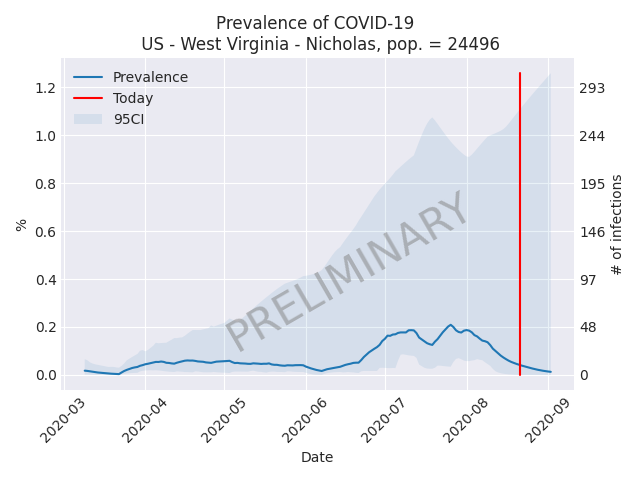 Prevalence of COVID-19
US - West Virginia - Nicholas, pop. = 24496
Prevalence
Today
95CI
1.2
1.0
0.8
0.6
0.4
0.2
0.0
%
293
244
195
146
97
48
0
# of infections
PRELIMINARY
2020-03
2020-04
2020-05
2020-06
2020-07
2020-08
2020-09
Date